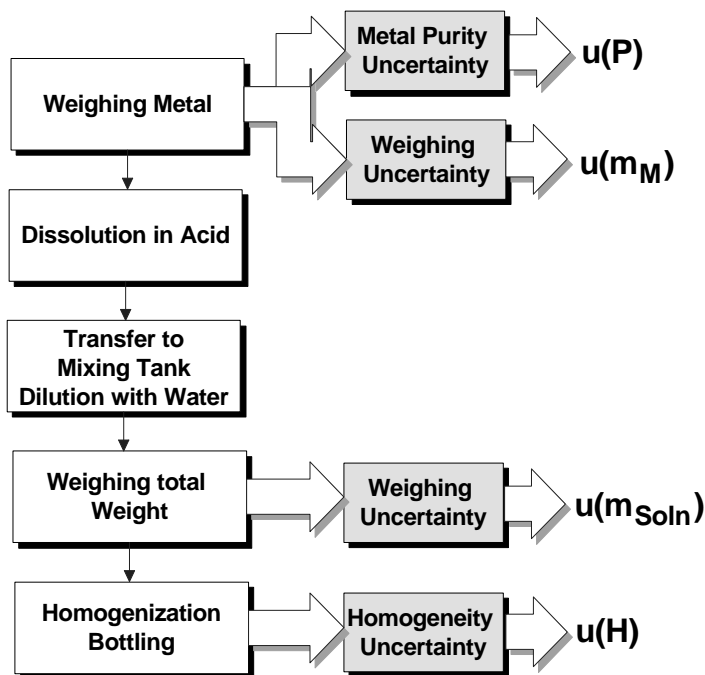 Weighing Metal
Metal Purity
Uncertainty
u(P)
Weighing
Uncertainty
u(mM)
Dissolution in Acid
Transfer to
Mixing Tank
Dilution with Water
Weighing total
Weight
Weighing
Uncertainty
u(mSoln)
Homogenization
Bottling
Homogeneity
Uncertainty
u(H)